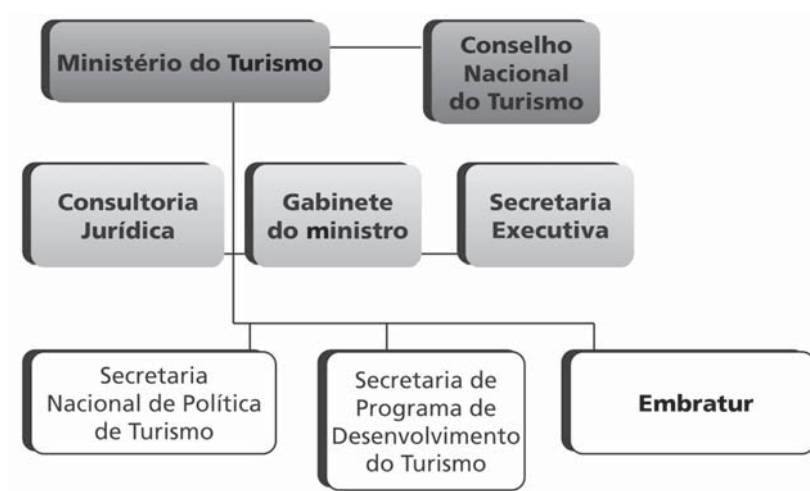 Ministério do Turismo
Conselho
Nacional
do Turismo
Consultoria
Jurídica
Gabinete
do ministro
Secretaria
Executiva
Secretaria
Nacional de Política
de Turismo
Secretaria de
Programa de
Desenvolvimento
do Turismo
Embratur